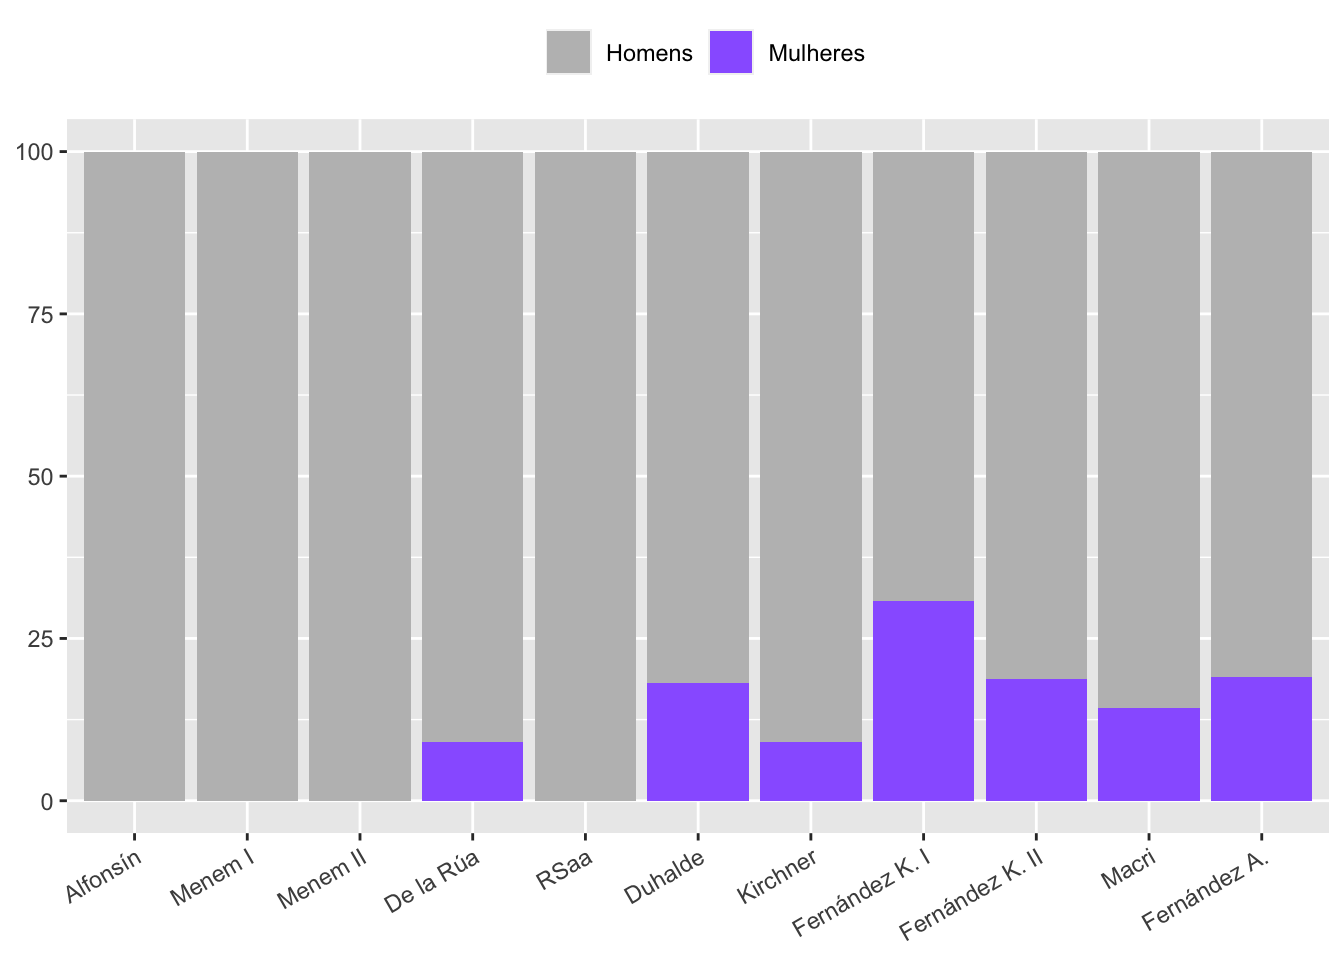 Homens Mulheres
100
75
50
25
0
Alfonsín Menem I Menem II De la Rúa RSaa Duhalde Kirchner Fernández K. I Fernández K. II Macri Fernández A.